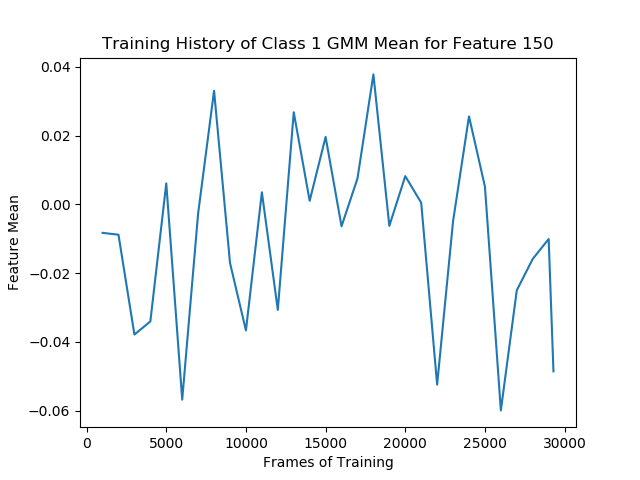 Training History of Class 1 GMM Mean for Feature 150
0.04
0.02
0.00
−0.02
−0.04
−0.06
Feature Mean
0 5000 10000 15000 20000 25000 30000
Frames of Training